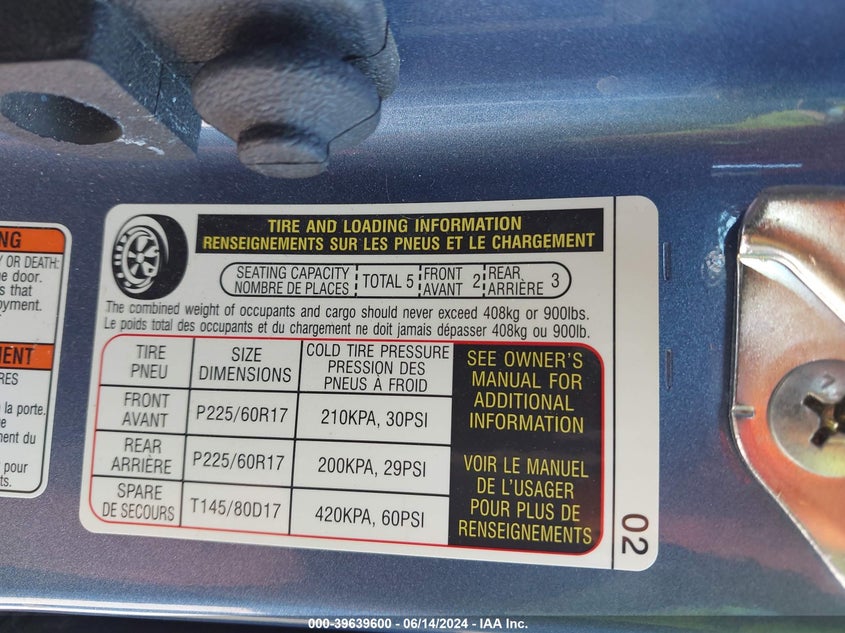 NG
Y OR DEATH:
e door.
s that
oyment.
MENT
RES
la porte.
ue
ment du
pour
ts.
TIRE AND LOADING INFORMATION
RENSEIGNEMENTS SUR LES PNEUS ET LE CHARGEMENT
SEATING CAPACITY
NOMBRE DE PLACES
TOTAL 5
FRONT
AVANT 2
REAR
ARRIÈRE 3
The combined weight of occupants and cargo should never exceed 408kg or 900lbs.
Le poids total des occupants et du chargement ne doit jamais dépasser 408kg ou 900lb.
TIRE
PNEU
SIZE
DIMENSIONS
COLD TIRE PRESSURE
PRESSION DES
PNEUS À FROID
FRONT
AVANT
P225/60R17
210KPA, 30PSI
REAR
ARRIÈRE
P225/60R17
200KPA, 29PSI
SPARE
DE SECOURS
T145/80D17
420KPA, 60PSI
SEE OWNER'S
MANUAL FOR
ADDITIONAL
INFORMATION
VOIR LE MANUEL
DE L'USAGER
POUR PLUS DE
RENSEIGNEMENTS
02
000-39639600 - 06/14/2024 - IAA Inc.